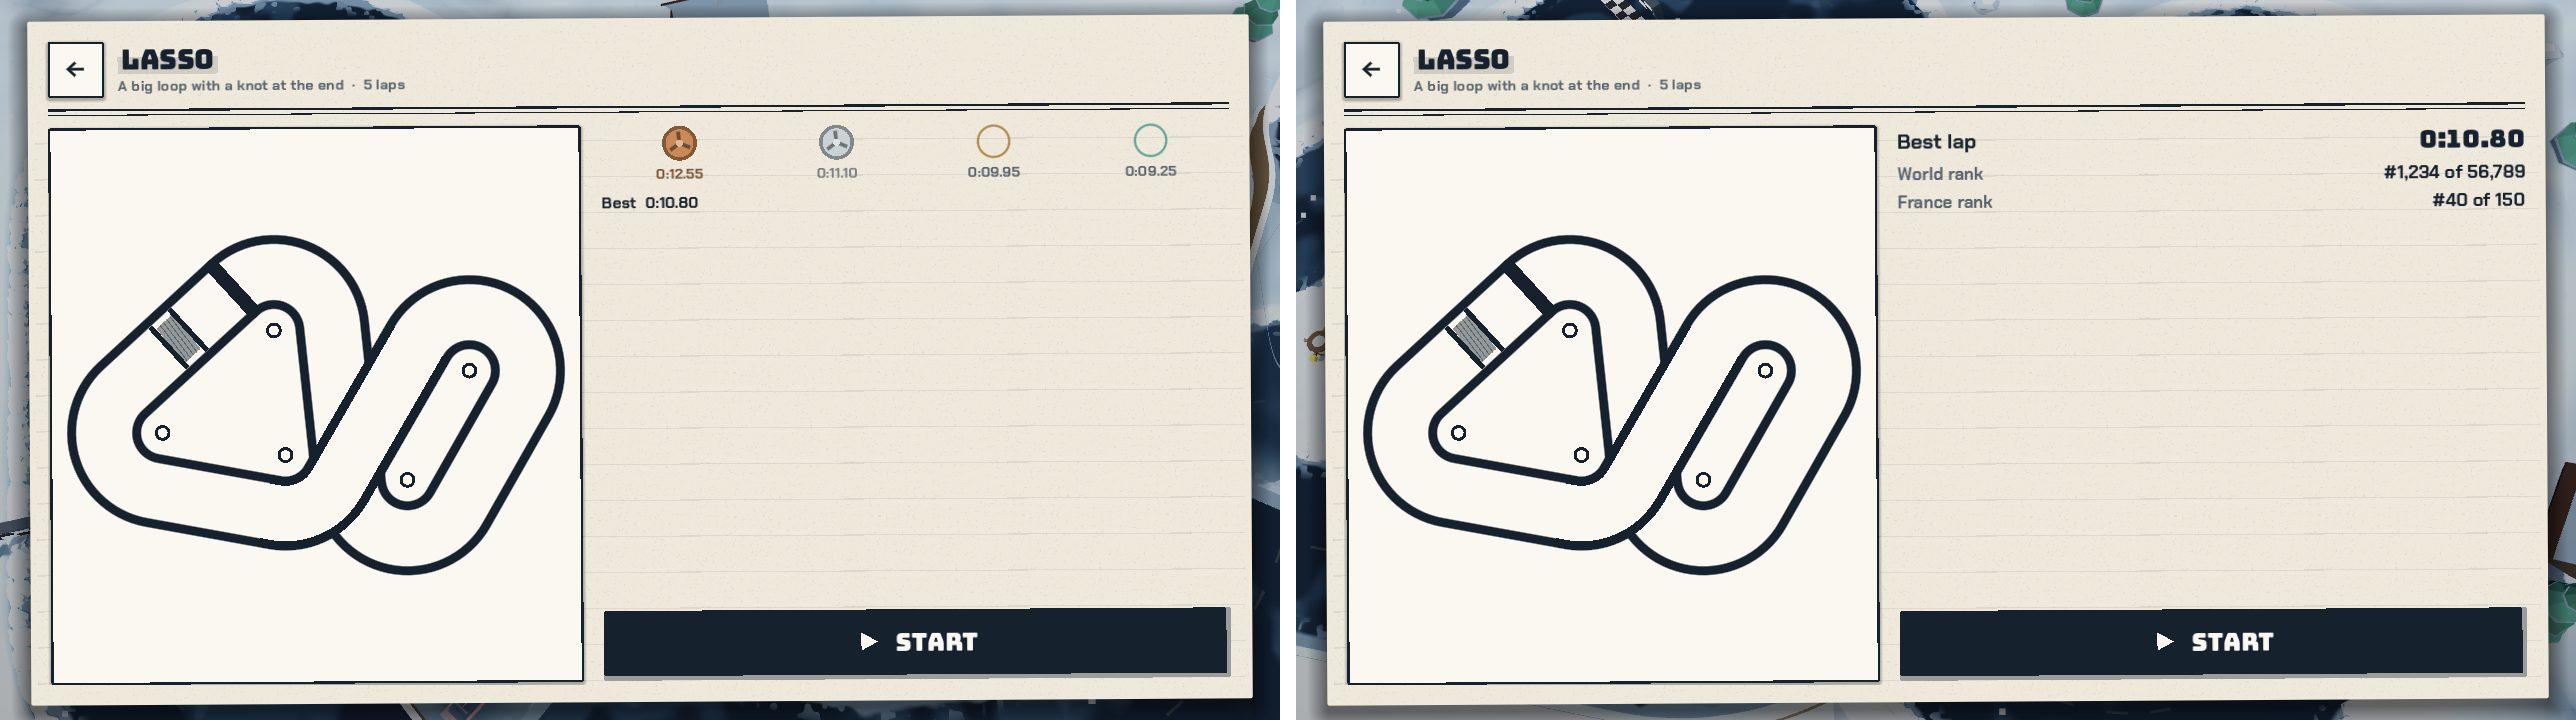 LASSO
A big loop with a knot at the end · 5 laps
0:12.55 0:11.10 0:09.95 0:09.25
Best 0:10.80
START
LASSO
A big loop with a knot at the end · 5 laps
Best lap 0:10.80
World rank #1,234 of 56,789
France rank #40 of 150
START